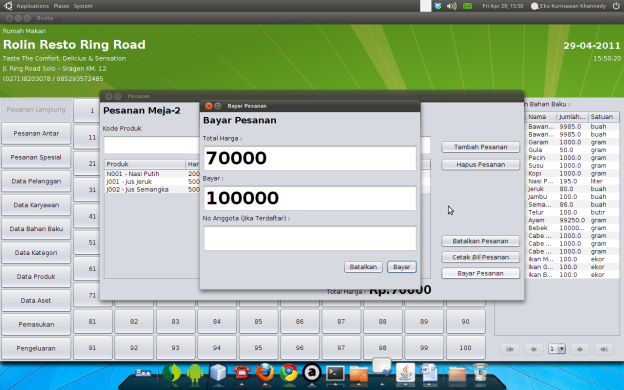 Applications Places System
Fri Apr 29, 15:50
Eko Kurniawan Khannedy
Resto
Rumah Makan
Rolin Resto Ring Road
Taste The Comfort, Delicius & Sensation
Jl. Ring Road Solo - Sragen KM. 12
(0271)8203078 / 085293572485
29-04-2011
15:50:20
Pesanan Langsung
Pesanan Antar
Pesanan Spesial
Data Pelanggan
Data Karyawan
Data Bahan Baku
Data Kategori
Data Produk
Data Aset
Pemasukan
Pengeluaran
1
11
21
31
41
51
61
71
81 82 83 84 85 86 87 88 89 90
91 92 93 94 95 96 97 98 99 100
Pesanan
Pesanan Meja-2
Kode Produk
Produk Har
N001 - Nasi Putih 200
J001 - Jus Jeruk 500
J002 - Jus Semangka 500
Tambah Pesanan
Hapus Pesanan
Batalkan Pesanan
Cetak Bill Pesanan
Bayar Pesanan
Total Harga : Rp.70000
Bayar Pesanan
Bayar Pesanan
Total Harga :
70000
Bayar :
100000
No Anggota (Jika Terdaftar) :
Batalkan Bayar
n Bahan Baku :
Nama Jumlah... Satuan
Bawan... 9985.0 buah
Bawan... 9985.0 buah
Garam 1000.0 gram
Gula 50.0 gram
Pecin 1000.0 gram
Susu 1000.0 gram
Kopi 1000.0 gram
Nasi P... 195.0 liter
Jeruk 80.0 buah
Jambu 100.0 buah
Sema... 86.0 buah
Telur 100.0 butir
Ayam 99250.0 gram
Bebek 10000... gram
Cabe ... 1000.0 gram
Cabe ... 1000.0 gram
Cabe ... 1000.0 gram
Ikan M... 100.0 ekor
Ikan G... 100.0 ekor
Ikan B... 100.0 ekor
1